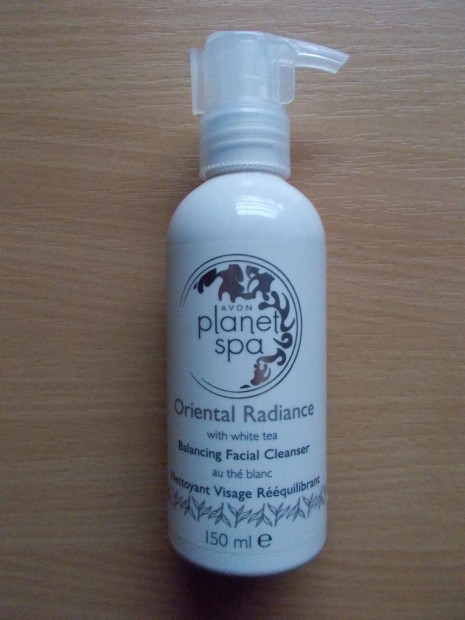 AVON
planet
spa
Oriental Radiance
with white tea
Balancing Facial Cleanser
au thé blanc
Nettoyant Visage Rééquilibrant
150 ml e